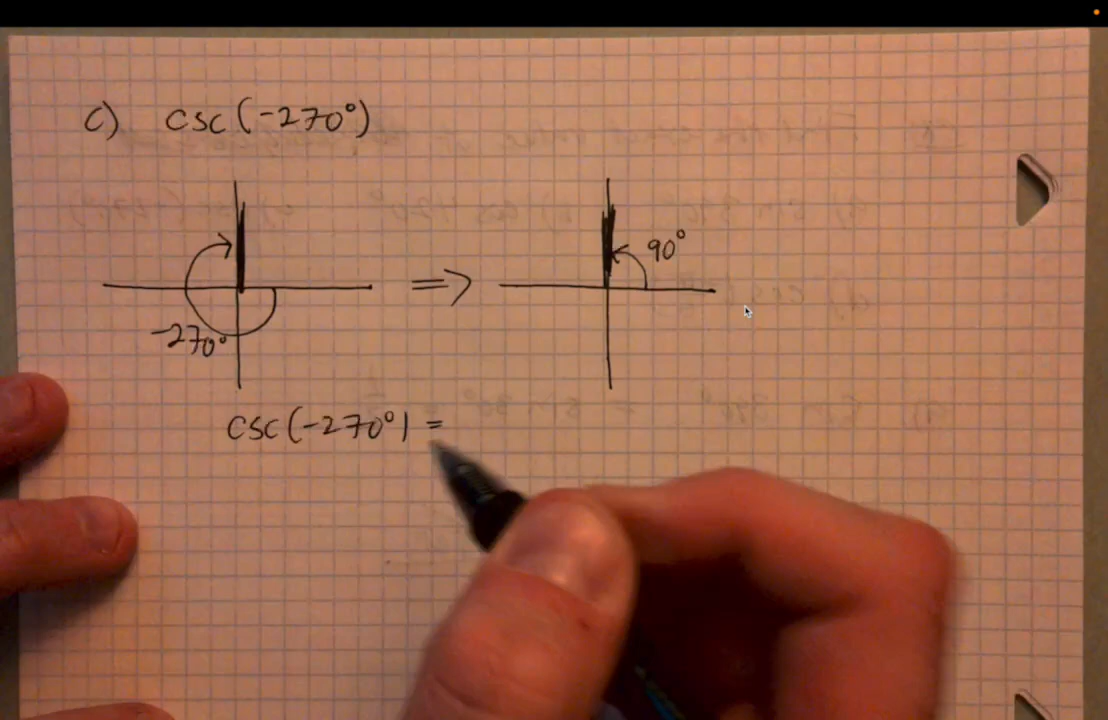 c) csc(-270°)
90°
=>
-270°
csc(-270°) =